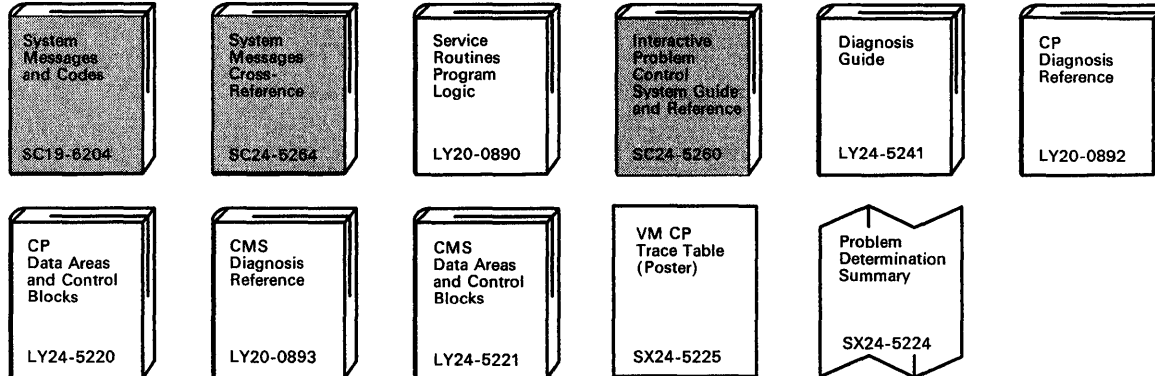 System
Messages
and Codes
SC19-6204
System
Messages
Cross-
Reference
SC24-5264
Service
Routines
Program
Logic
LY20-0890
Interactive
Problem
Control
System Guide
and Reference
SC24-5260
Diagnosis
Guide
LY24-5241
CP
Diagnosis
Reference
LY20-0892
CP
Data Areas
and Control
Blocks
LY24-5220
CMS
Diagnosis
Reference
LY20-0893
CMS
Data Areas
and Control
Blocks
LY24-5221
VM CP
Trace Table
(Poster)
SX24-5225
Problem
Determination
Summary
SX24-5224